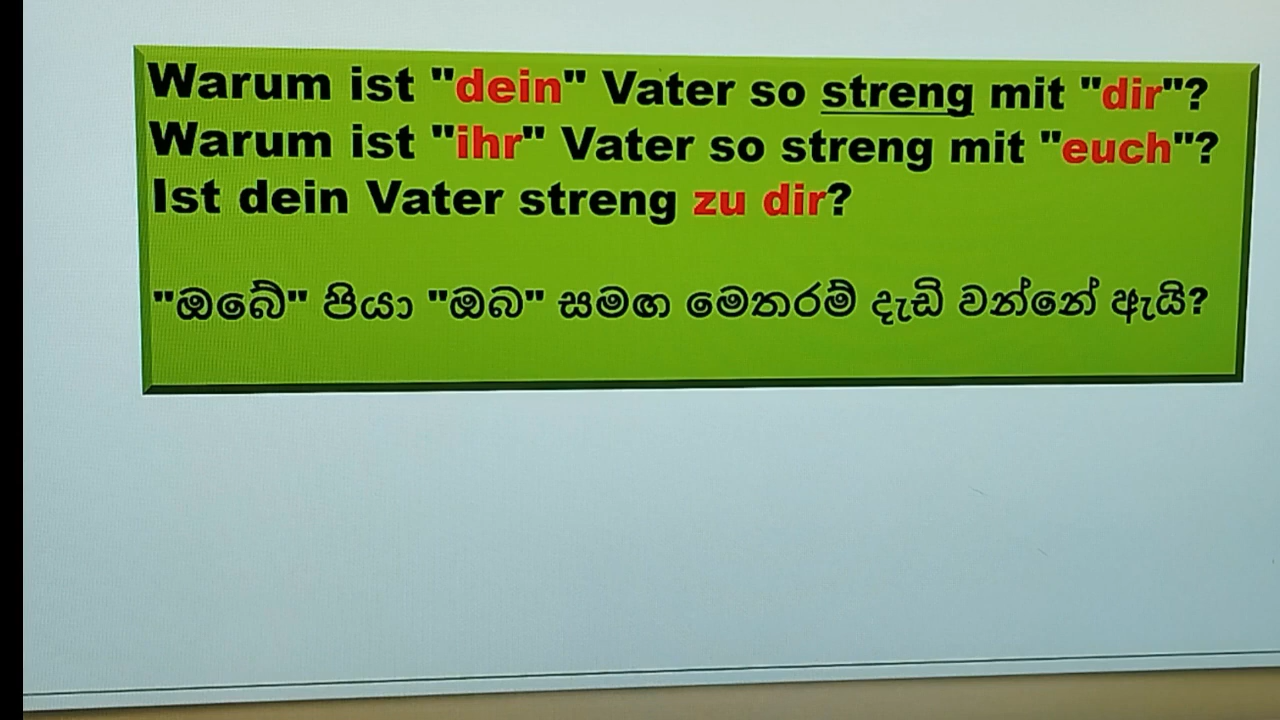 Warum ist "dein" Vater so streng mit "dir"?
Warum ist "ihr" Vater so streng mit "euch"?
Ist dein Vater streng zu dir?
"ඔබේ" පියා "ඔබ" සමඟ මෙතරම් දැඩි වන්නේ ඇයි?